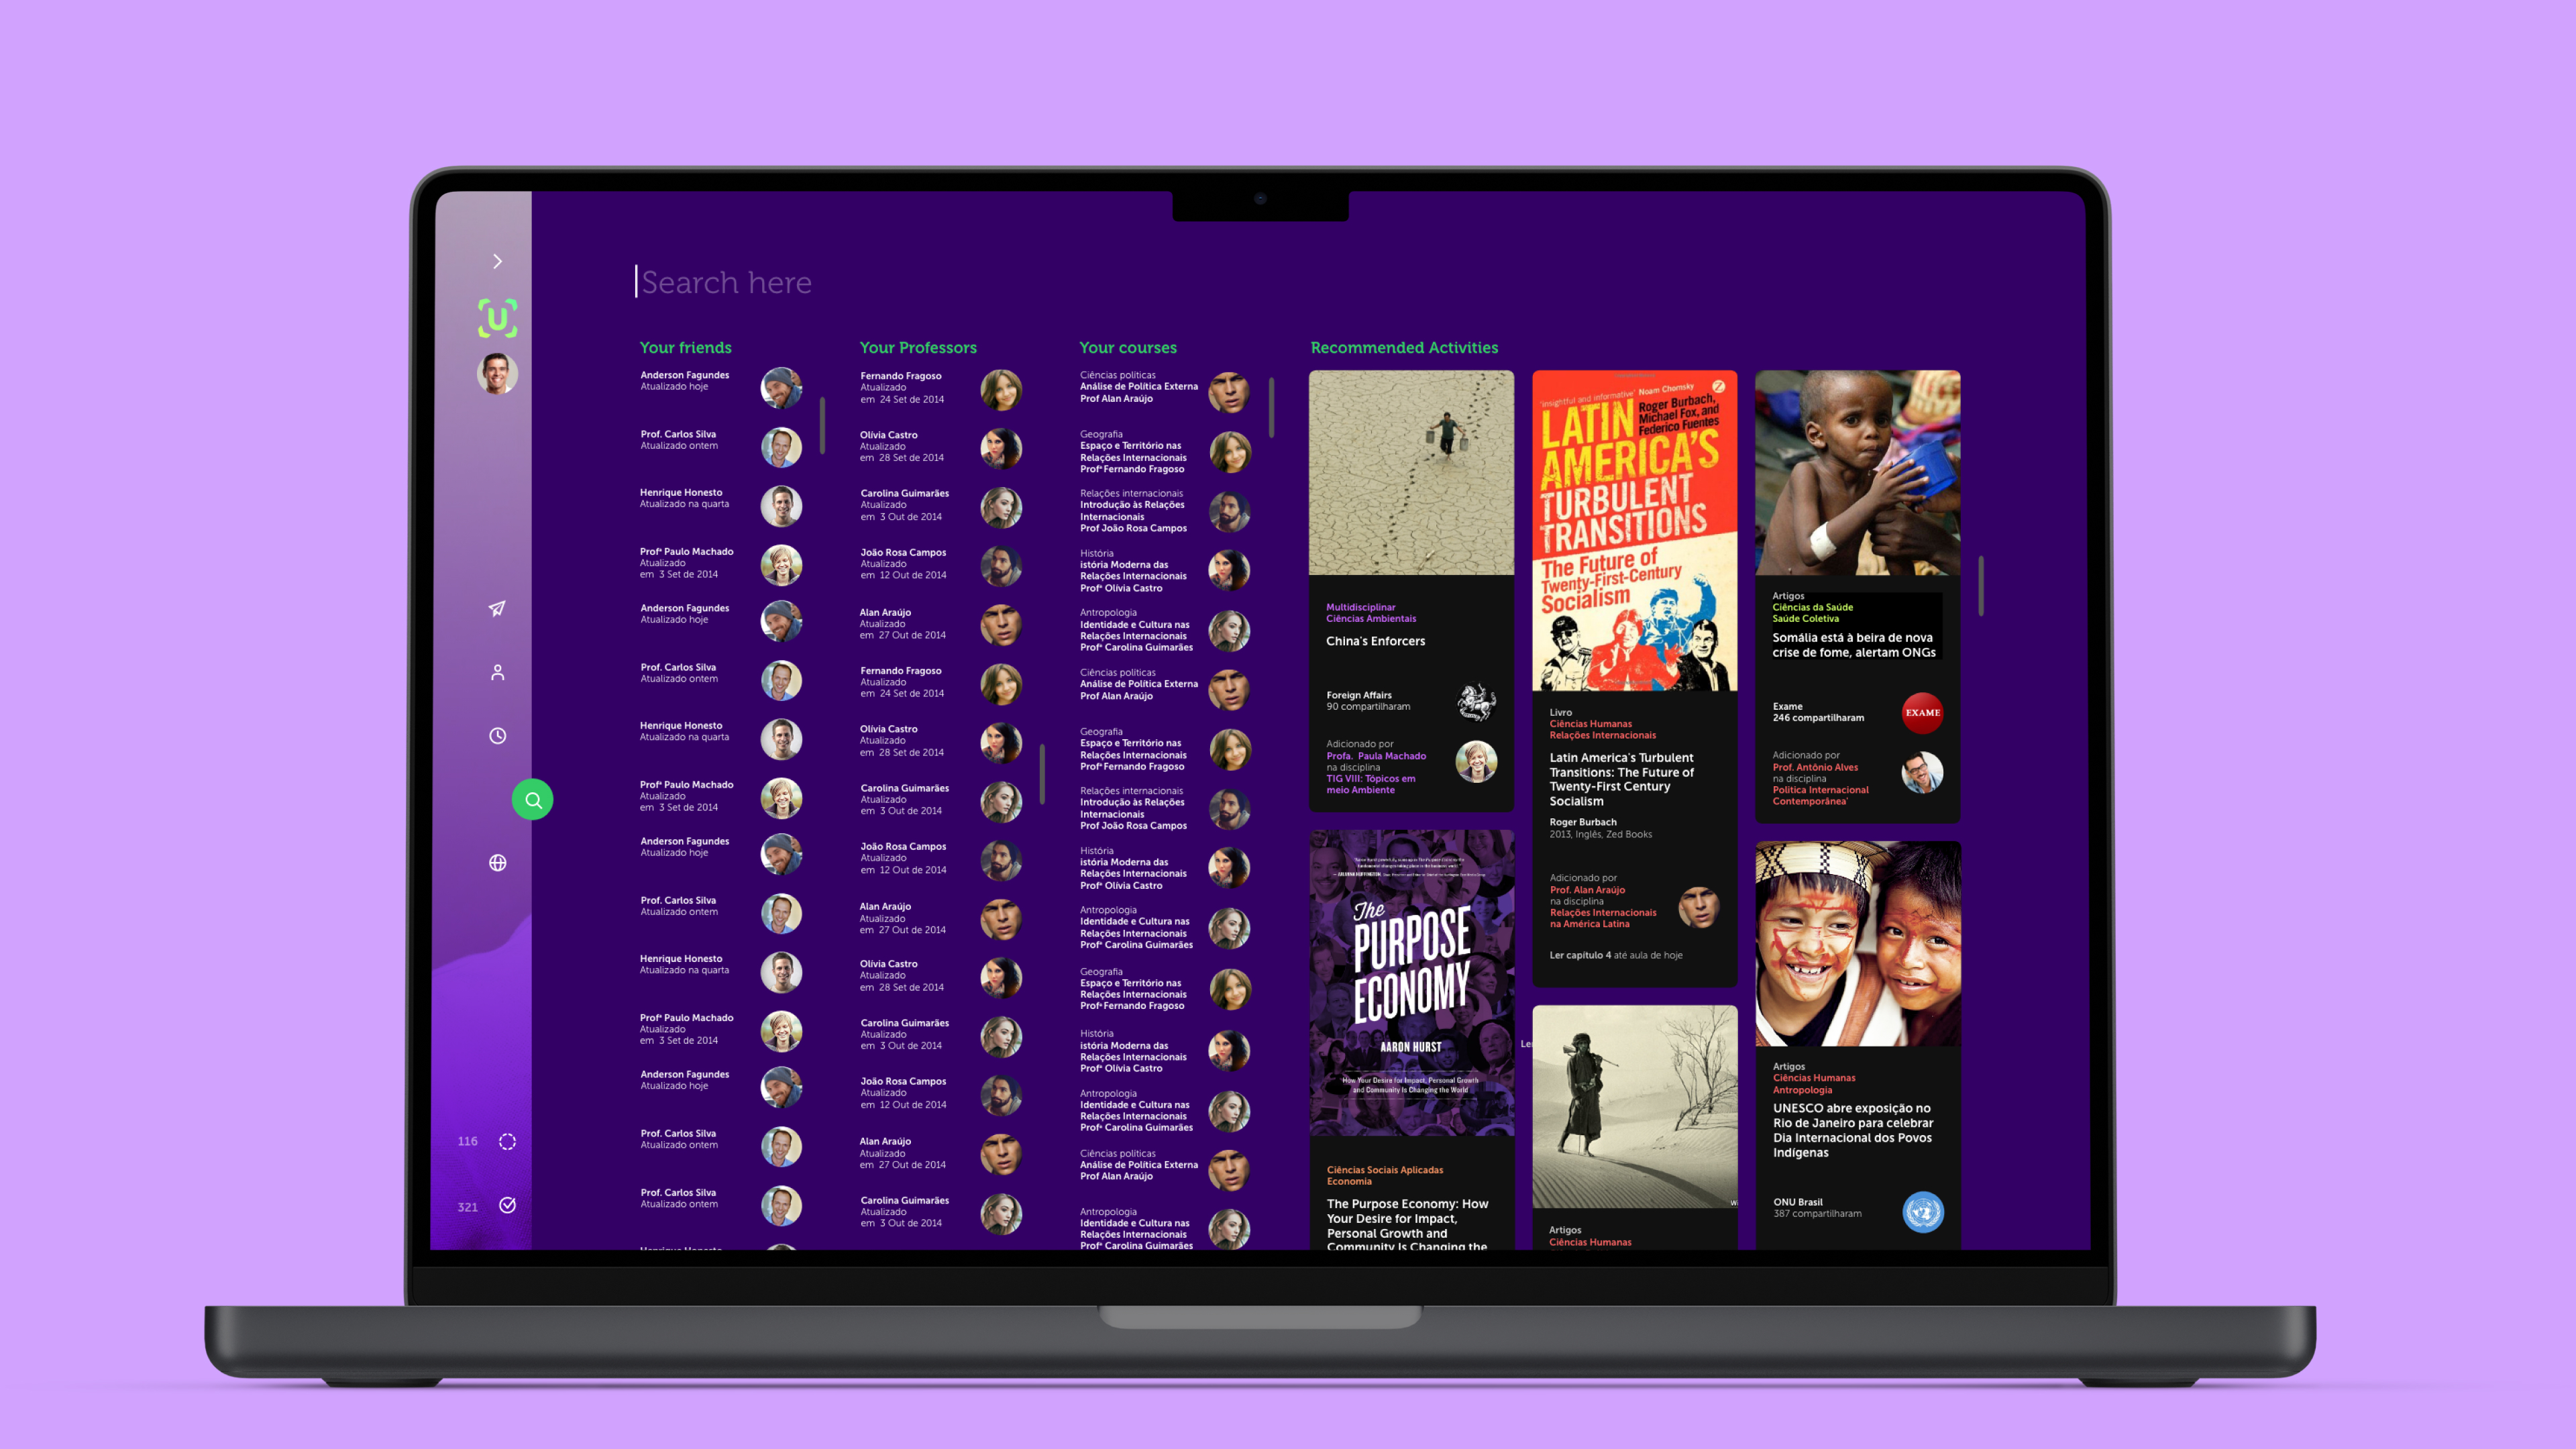 Search here
Your friends
Anderson Fagundes
Atualizado hoje
Prof. Carlos Silva
Atualizado ontem
Henrique Honesto
Atualizado na quarta
Profª Paulo Machado
Atualizado
em 3 Set de 2014
Anderson Fagundes
Atualizado hoje
Prof. Carlos Silva
Atualizado ontem
Henrique Honesto
Atualizado na quarta
Profª Paulo Machado
Atualizado
em 3 Set de 2014
Anderson Fagundes
Atualizado hoje
Prof. Carlos Silva
Atualizado ontem
Henrique Honesto
Atualizado na quarta
Profª Paulo Machado
Atualizado
em 3 Set de 2014
Anderson Fagundes
Atualizado hoje
Prof. Carlos Silva
Atualizado ontem
Prof. Carlos Silva
Atualizado ontem
Your Professors
Fernando Fragoso
Atualizado
em 24 Set de 2014
Olívia Castro
Atualizado
em 28 Set de 2014
Carolina Guimarães
Atualizado
em 3 Out de 2014
João Rosa Campos
Atualizado
em 12 Out de 2014
Alan Araújo
Atualizado
em 27 Out de 2014
Fernando Fragoso
Atualizado
em 24 Set de 2014
Olívia Castro
Atualizado
em 28 Set de 2014
Carolina Guimarães
Atualizado
em 3 Out de 2014
João Rosa Campos
Atualizado
em 12 Out de 2014
Alan Araújo
Atualizado
em 27 Out de 2014
Olívia Castro
Atualizado
em 28 Set de 2014
Carolina Guimarães
Atualizado
em 3 Out de 2014
João Rosa Campos
Atualizado
em 12 Out de 2014
Alan Araújo
Atualizado
em 27 Out de 2014
Carolina Guimarães
Atualizado
em 3 Out de 2014
Your courses
Ciências políticas
Análise de Política Externa
Prof Alan Araújo
Geografia
Espaço e Território nas
Relações Internacionais
Profª Fernando Fragoso
Relações internacionais
Introdução às Relações
Internacionais
Prof João Rosa Campos
História
istória Moderna das
Relações Internacionais
Profª Olívia Castro
Antropologia
Identidade e Cultura nas
Relações Internacionais
Profª Carolina Guimarães
Ciências políticas
Análise de Política Externa
Prof Alan Araújo
Geografia
Espaço e Território nas
Relações Internacionais
Profª Fernando Fragoso
Relações internacionais
Introdução às Relações
Internacionais
Prof João Rosa Campos
História
istória Moderna das
Relações Internacionais
Profª Olívia Castro
Antropologia
Identidade e Cultura nas
Relações Internacionais
Profª Carolina Guimarães
Geografia
Espaço e Território nas
Relações Internacionais
Profª Fernando Fragoso
História
istória Moderna das
Relações Internacionais
Profª Olívia Castro
Antropologia
Identidade e Cultura nas
Relações Internacionais
Profª Carolina Guimarães
Ciências políticas
Análise de Política Externa
Prof Alan Araújo
Antropologia
Identidade e Cultura nas
Relações Internacionais
Profª Carolina Guimarães
Recommended Activities
Multidisciplinar
Ciências Ambientais
China's Enforcers
Foreign Affairs
90 compartilharam
Adicionado por
Profa. Paula Machado
na disciplina
TIG VIII: Tópicos em
meio Ambiente
The
PURPOSE
ECONOMY
AARON HURST
How Your Desire for Impact, Personal Growth
and Community Is Changing the World
Ciências Sociais Aplicadas
Economia
The Purpose Economy: How
Your Desire for Impact,
Personal Growth and
Community Is Changing the
'insightful and informative' Noam Chomsky
Roger Burbach,
Michael Fox, and
Federico Fuentes
LATIN
AMERICA'S
TURBULENT
TRANSITIONS
The Future of
Twenty-First-Century
Socialism
Livro
Ciências Humanas
Relações Internacionais
Latin America's Turbulent
Transitions: The Future of
Twenty-First Century
Socialism
Roger Burbach
2013, Inglês, Zed Books
Adicionado por
Prof. Alan Araújo
na disciplina
Relações Internacionais
na América Latina
Ler capítulo 4 até aula de hoje
Artigos
Ciências Humanas
Artigos
Ciências da Saúde
Saúde Coletiva
Somália está à beira de nova
crise de fome, alertam ONGs
Exame
246 compartilharam
EXAME
Adicionado por
Prof. Antônio Alves
na disciplina
Politica Internacional
Contemporânea'
Artigos
Ciências Humanas
Antropologia
UNESCO abre exposição no
Rio de Janeiro para celebrar
Dia Internacional dos Povos
Indígenas
ONU Brasil
387 compartilharam
U
116
321